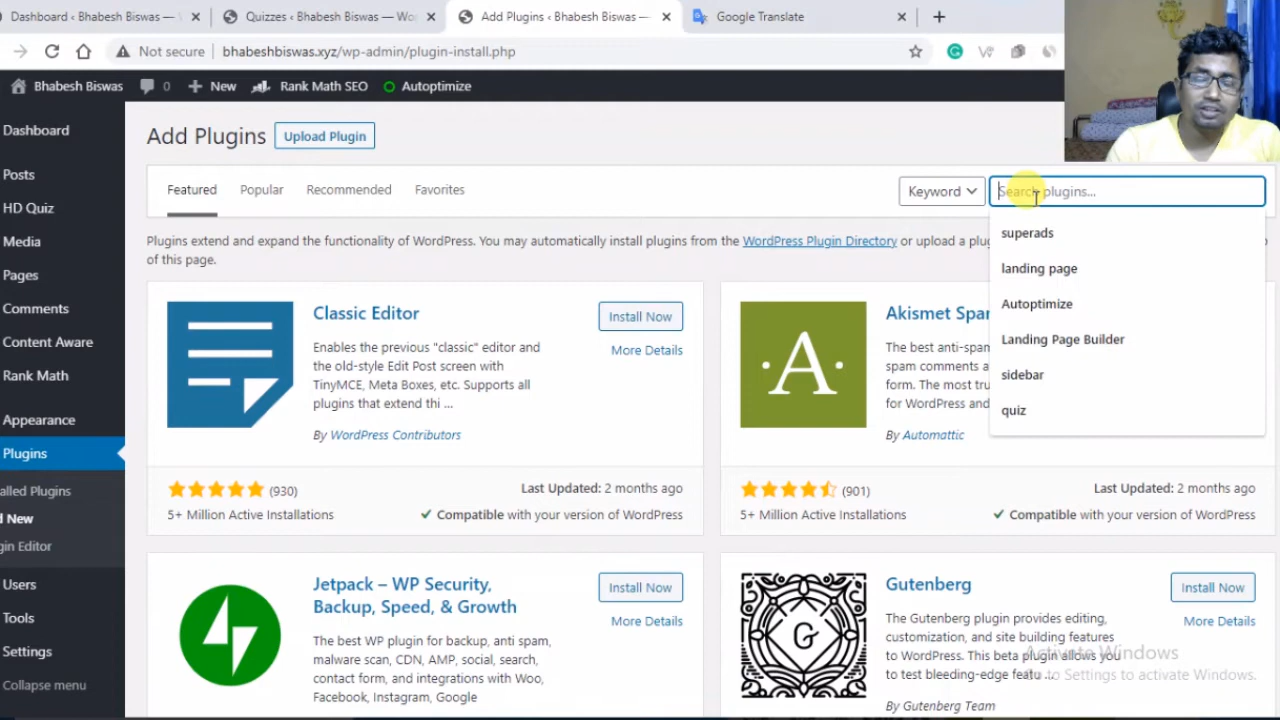 Dashboard ‹ Bhabesh Biswas —
Quizzes ‹ Bhabesh Biswas — Wo
Add Plugins ‹ Bhabesh Biswas —
Google Translate
Not secure
bhabeshbiswas.xyz/wp-admin/plugin-install.php
Bhabesh Biswas
0
New
Rank Math SEO
Autoptimize
Dashboard
Posts
HD Quiz
Media
Pages
Comments
Content Aware
Rank Math
Appearance
Plugins
alled Plugins
d New
gin Editor
Users
Tools
Settings
Collapse menu
Add Plugins
Upload Plugin
Featured
Popular
Recommended
Favorites
Keyword
Search plugins...
superads
landing page
Autoptimize
Landing Page Builder
sidebar
quiz
Plugins extend and expand the functionality of WordPress. You may automatically install plugins from the WordPress Plugin Directory or upload a plug
of this page.
Classic Editor
Install Now
More Details
Enables the previous "classic" editor and
the old-style Edit Post screen with
TinyMCE, Meta Boxes, etc. Supports all
plugins that extend thi ...
By WordPress Contributors
(930)
Last Updated: 2 months ago
5+ Million Active Installations
Compatible with your version of WordPress
Akismet Spar
A
The best anti-spa
spam comments a
form. The most tru
for WordPress and
By Automattic
(901)
Last Updated: 2 months ago
5+ Million Active Installations
Compatible with your version of WordPress
Jetpack – WP Security,
Backup, Speed, & Growth
Install Now
More Details
The best WP plugin for backup, anti spam,
malware scan, CDN, AMP, social, search,
contact form, and integrations with Woo,
Facebook, Instagram, Google
Gutenberg
Install Now
More Details
The Gutenberg plugin provides editing,
customization, and site building features
to WordPress. This beta plugin allows you
to test bleeding-edge featu ...
By Gutenberg Team
Activate Windows
Go to Settings to activate Windows.